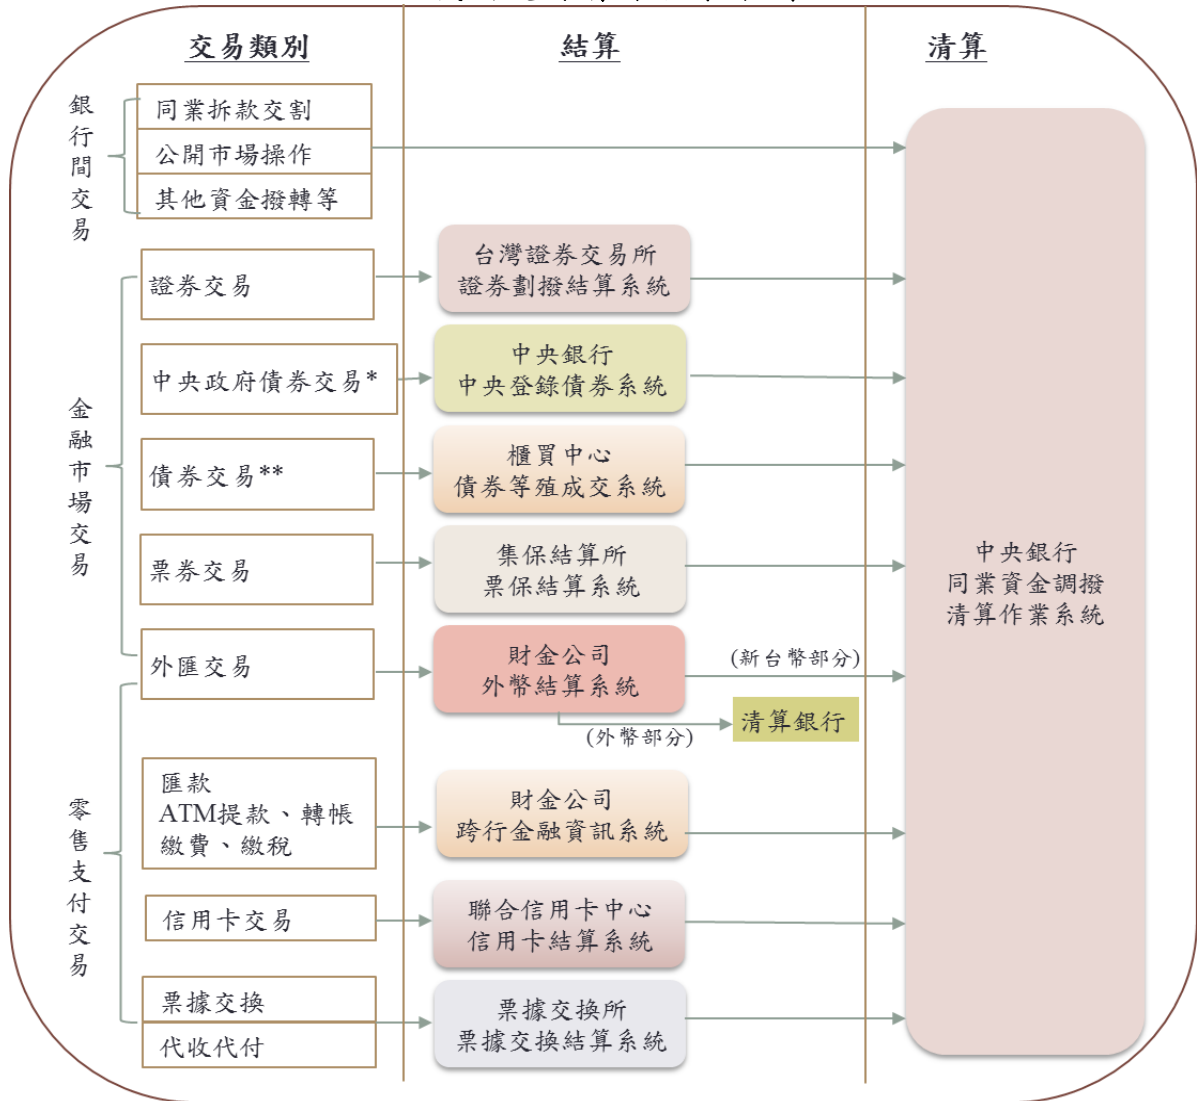 交易類別
結算
清算
銀行間交易
同業拆款交割
公開市場操作
其他資金撥轉等
金融市場交易
證券交易
台灣證券交易所
證券劃撥結算系統
中央政府債券交易*
中央銀行
中央登錄債券系統
債券交易**
櫃買中心
債券等殖成交系統
票券交易
集保結算所
票保結算系統
外匯交易
財金公司
外幣結算系統
(新台幣部分)
(外幣部分)
清算銀行
零售支付交易
匯款
ATM提款、轉帳
繳費、繳稅
財金公司
跨行金融資訊系統
信用卡交易
聯合信用卡中心
信用卡結算系統
票據交換
代收代付
票據交換所
票據交換結算系統
中央銀行
同業資金調撥
清算作業系統